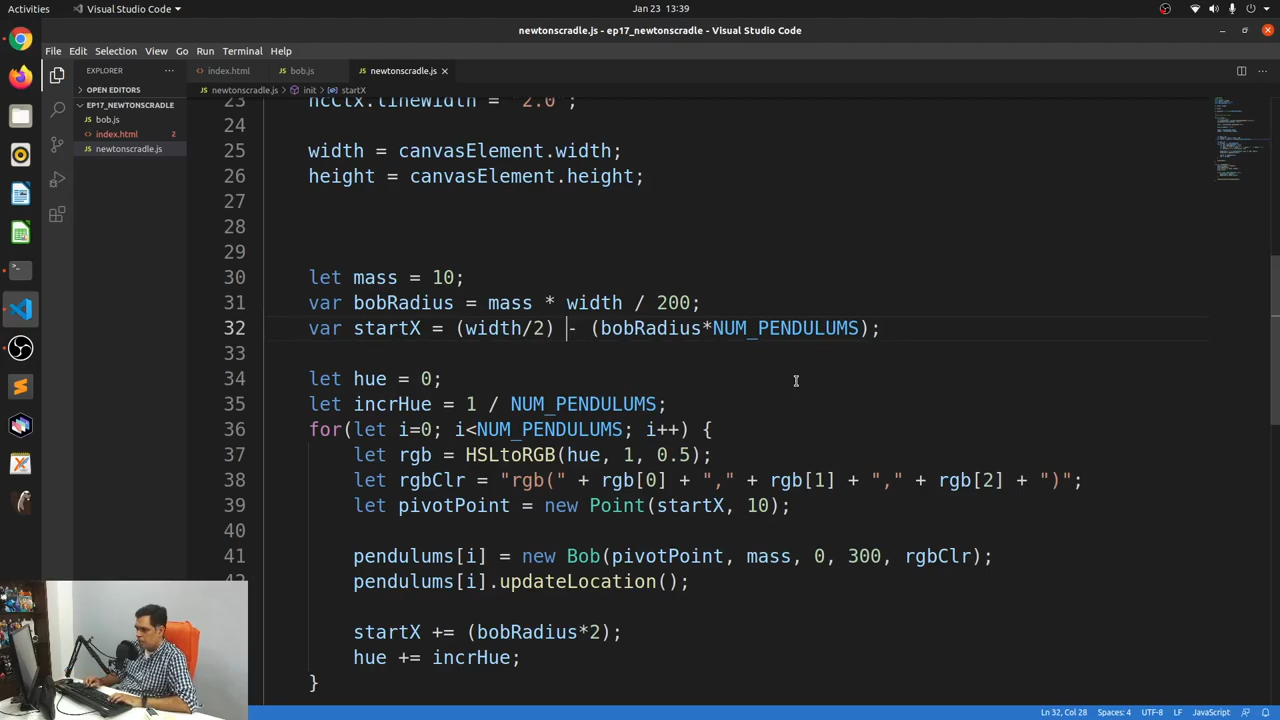 Activities
Visual Studio Code
Jan 23 13:39
newtonscradle.js - ep17_newtonscradle - Visual Studio Code
File Edit Selection View Go Run Terminal Help
EXPLORER
index.html
bob.js
newtonscradle.js
OPEN EDITORS
newtonscradle.js > init > startX
EP17_NEWTONSCRADLE
bob.js
index.html 2
newtonscradle.js
23 ncCtx.lineWidth = "2.0";
24
25 width = canvasElement.width;
26 height = canvasElement.height;
27
28
29
30 let mass = 10;
31 var bobRadius = mass * width / 200;
32 var startX = (width/2) - (bobRadius*NUM_PENDULUMS);
33
34 let hue = 0;
35 let incrHue = 1 / NUM_PENDULUMS;
36 for(let i=0; i<NUM_PENDULUMS; i++) {
37 let rgb = HSLtoRGB(hue, 1, 0.5);
38 let rgbClr = "rgb(" + rgb[0] + "," + rgb[1] + "," + rgb[2] + ")";
39 let pivotPoint = new Point(startX, 10);
40
41 pendulums[i] = new Bob(pivotPoint, mass, 0, 300, rgbClr);
pendulums[i].updateLocation();
startX += (bobRadius*2);
hue += incrHue;
}
Ln 32, Col 28 Spaces: 4 UTF-8 LF JavaScript